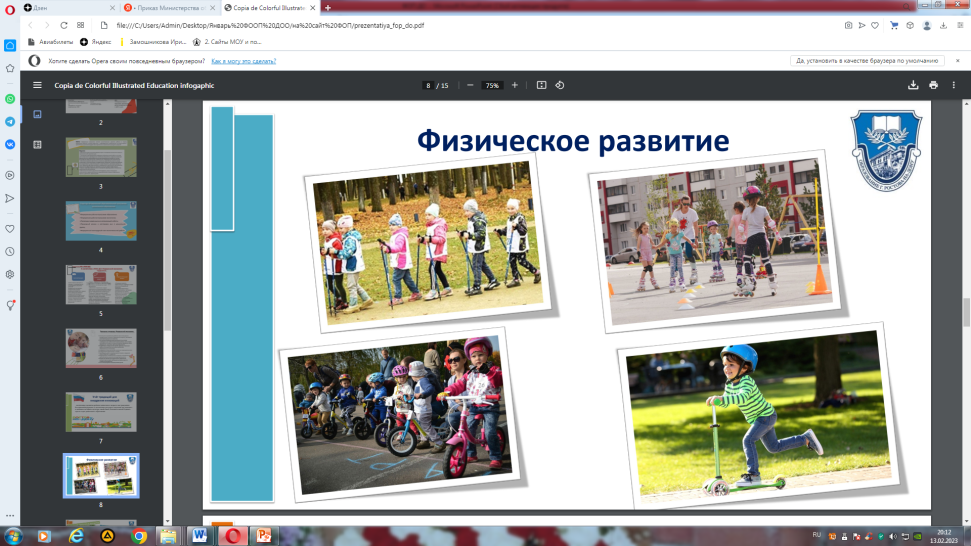 Дзен
Приказ Министерства о
Copia de Colorful Illustrate
file:///C:/Users/Admin/Desktop/Январь%20ФООП%20ДОО/на%20сайт%20ФОП/prezentatiya_fop_do.pdf
Авиабилеты
Яндекс
Замошникова Ири...
2. Сайты МОУ и по...
Хотите сделать Opera своим повседневным браузером?
Как я могу это сделать?
Да, установить в качестве браузера по умолчанию
Copia de Colorful Illustrated Education infographic
8 / 15
75%
2
3
4
5
6
7
8
Физическое развитие
RU
20:12
13.02.2023